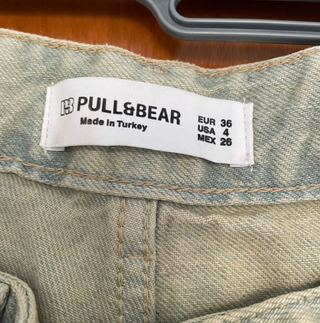 PULL&BEAR
Made in Turkey
EUR 36
USA 4
MEX 26